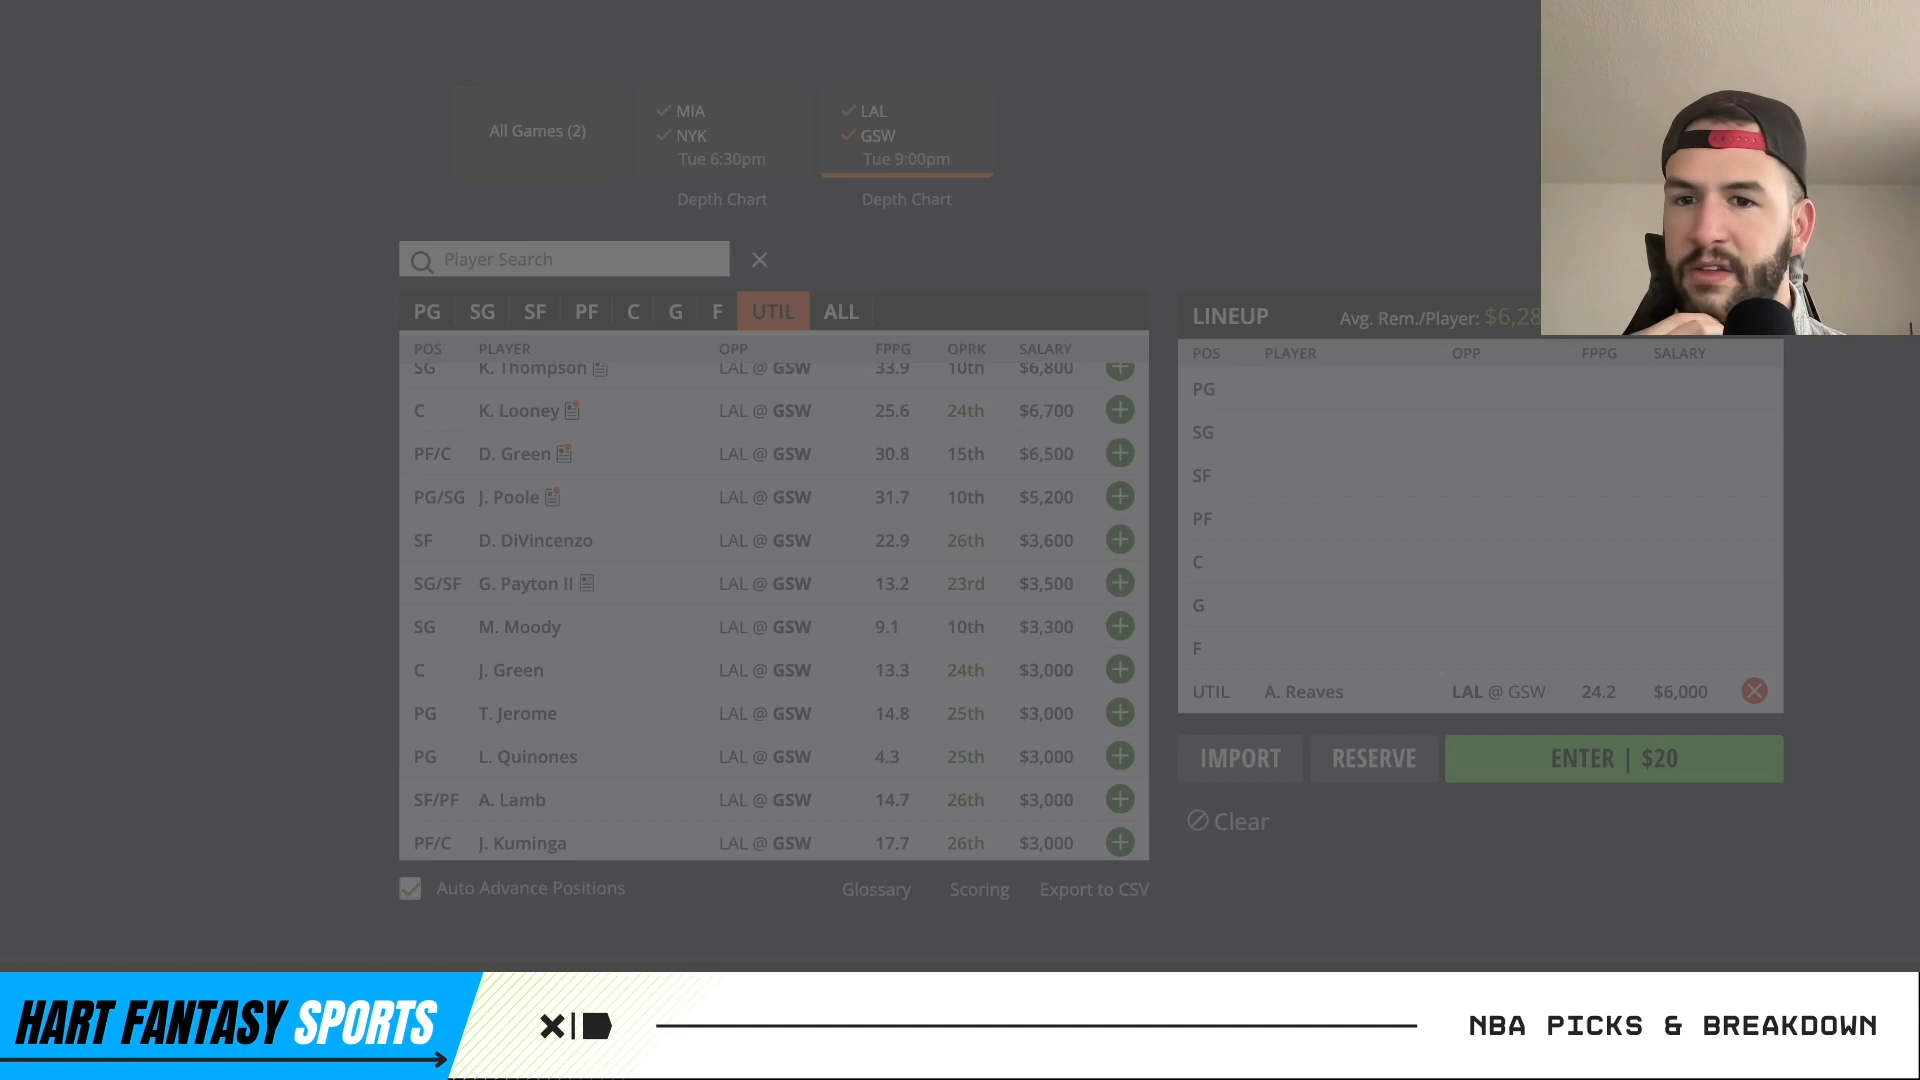 All Games (2)
MIA
NYK
Tue 6:30pm
Depth Chart
LAL
GSW
Tue 9:00pm
Depth Chart
Player Search
PG SG SF PF C G F UTIL ALL
POS PLAYER OPP FPPG OPRK SALARY
SG K. Thompson LAL @ GSW 33.9 10th $6,800
C K. Looney LAL @ GSW 25.6 24th $6,700
PF/C D. Green LAL @ GSW 30.8 15th $6,500
PG/SG J. Poole LAL @ GSW 31.7 10th $5,200
SF D. DiVincenzo LAL @ GSW 22.9 26th $3,600
SG/SF G. Payton II LAL @ GSW 13.2 23rd $3,500
SG M. Moody LAL @ GSW 9.1 10th $3,300
C J. Green LAL @ GSW 13.3 24th $3,000
PG T. Jerome LAL @ GSW 14.8 25th $3,000
PG L. Quinones LAL @ GSW 4.3 25th $3,000
SF/PF A. Lamb LAL @ GSW 14.7 26th $3,000
PF/C J. Kuminga LAL @ GSW 17.7 26th $3,000
Auto Advance Positions Glossary Scoring Export to CSV
LINEUP Avg. Rem./Player: $6,28
POS PLAYER OPP FPPG SALARY
PG
SG
SF
PF
C
G
F
UTIL A. Reaves LAL @ GSW 24.2 $6,000
IMPORT RESERVE ENTER | $20
Clear
HART FANTASY SPORTS
NBA PICKS & BREAKDOWN